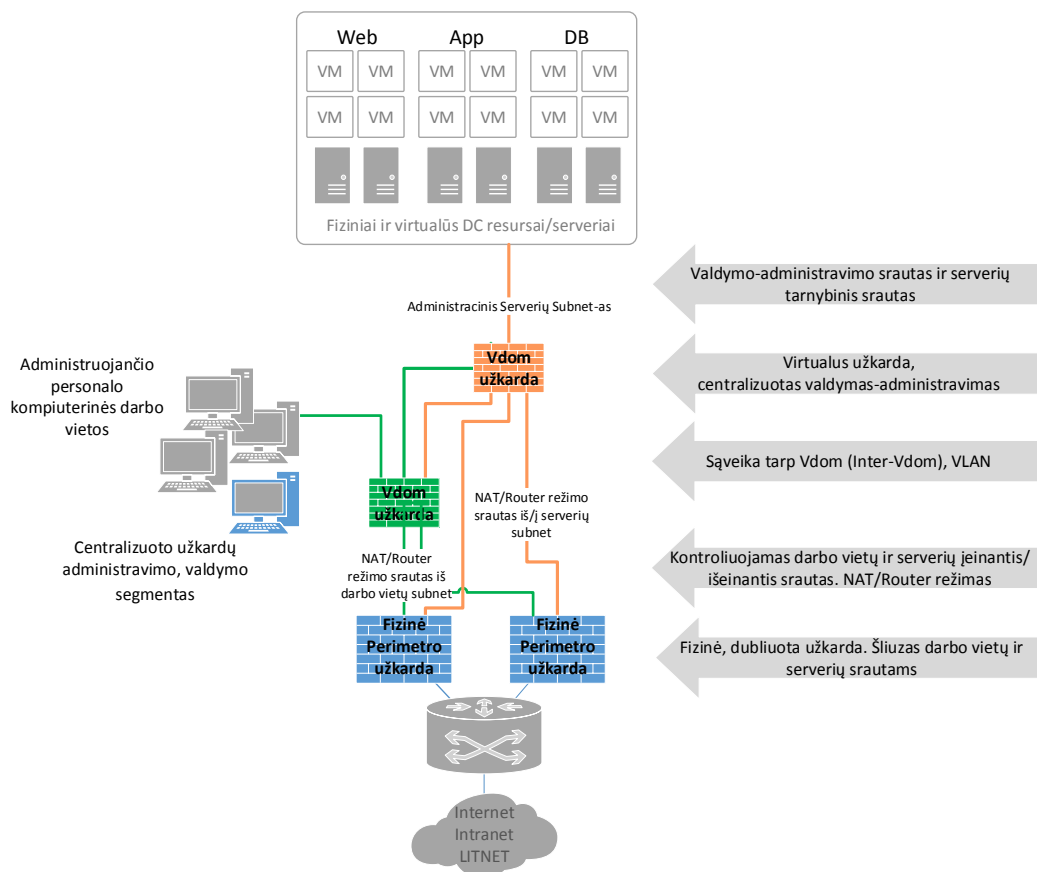 Web App DB
VM VM VM VM VM VM
VM VM VM VM VM VM
Fiziniai ir virtualūs DC resursai/serveriai
Valdymo-administravimo srautas ir serverių
tarnybinis srautas
Administracinis Serverių Subnet-as
Vdom
užkarda
Virtualus užkarda,
centralizuotas valdymas-administravimas
Administruojančio
personalo
kompiuterinės darbo
vietos
Sąveika tarp Vdom (Inter-Vdom), VLAN
Vdom
užkarda
NAT/Router režimo
srautas iš/į serverių
subnet
Centralizuoto užkardų
administravimo, valdymo
segmentas
NAT/Router
režimo srautas iš
darbo vietų subnet
Kontroliuojamas darbo vietų ir serverių įeinantis/
išeinantis srautas. NAT/Router režimas
Fizinė
Perimetro
užkarda
Fizinė
Perimetro
užkarda
Fizinė, dubliuota užkarda. Šliuzas darbo vietų ir
serverių srautams
Internet
Intranet
LITNET